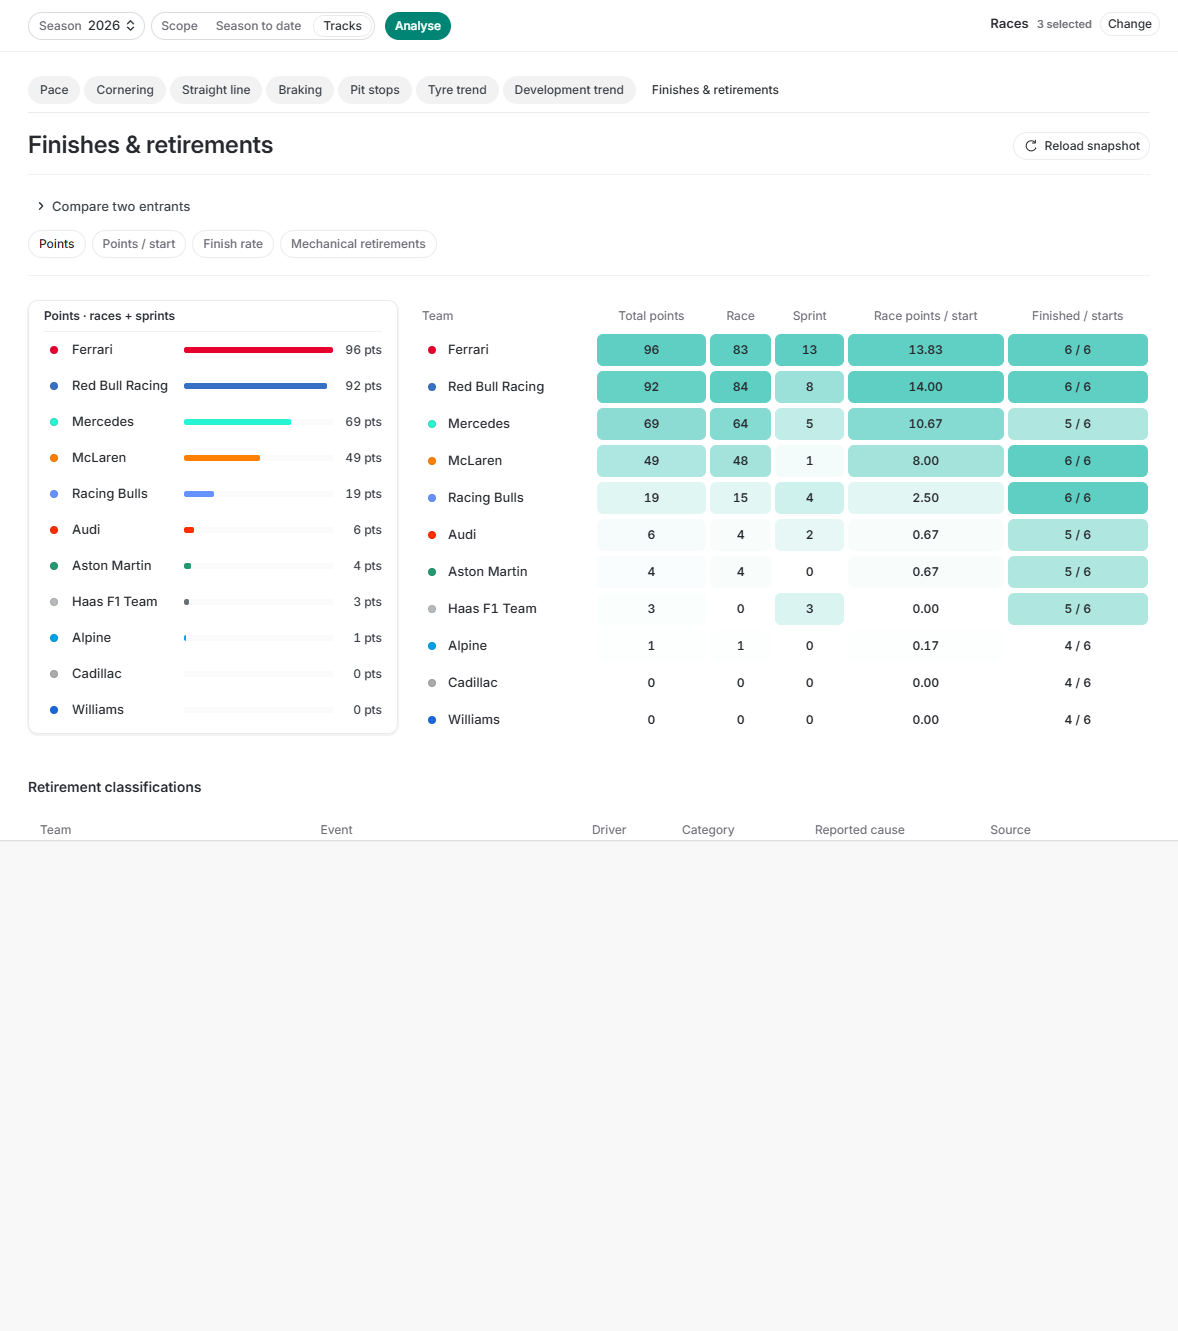 Season 2026 Scope Season to date Tracks Analyse Races 3 selected Change
Pace Cornering Straight line Braking Pit stops Tyre trend Development trend Finishes & retirements
Finishes & retirements Reload snapshot
Compare two entrants
Points Points / start Finish rate Mechanical retirements
Points · races + sprints
Ferrari 96 pts
Red Bull Racing 92 pts
Mercedes 69 pts
McLaren 49 pts
Racing Bulls 19 pts
Audi 6 pts
Aston Martin 4 pts
Haas F1 Team 3 pts
Alpine 1 pts
Cadillac 0 pts
Williams 0 pts
Team Total points Race Sprint Race points / start Finished / starts
Ferrari 96 83 13 13.83 6 / 6
Red Bull Racing 92 84 8 14.00 6 / 6
Mercedes 69 64 5 10.67 5 / 6
McLaren 49 48 1 8.00 6 / 6
Racing Bulls 19 15 4 2.50 6 / 6
Audi 6 4 2 0.67 5 / 6
Aston Martin 4 4 0 0.67 5 / 6
Haas F1 Team 3 0 3 0.00 5 / 6
Alpine 1 1 0 0.17 4 / 6
Cadillac 0 0 0 0.00 4 / 6
Williams 0 0 0 0.00 4 / 6
Retirement classifications
Team Event Driver Category Reported cause Source